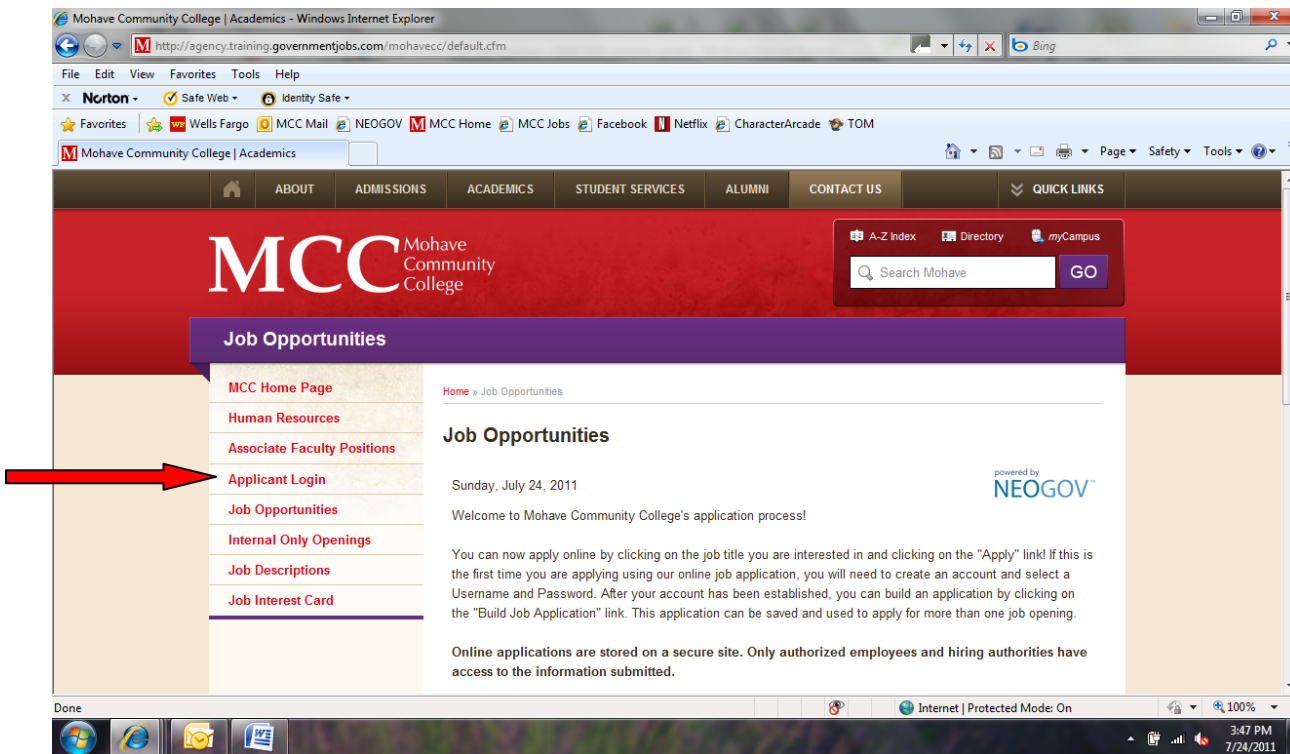 Mohave Community College | Academics - Windows Internet Explorer
http://agency.training.governmentjobs.com/mohavecc/default.cfm
Bing
File Edit View Favorites Tools Help
x Norton - Safe Web Identity Safe
Favorites Wells Fargo MCC Mail NEOGOV MCC Home MCC Jobs Facebook Netflix CharacterArcade TOM
Mohave Community College | Academics
Page Safety Tools
ABOUT ADMISSIONS ACADEMICS STUDENT SERVICES ALUMNI CONTACT US QUICK LINKS
A-Z Index Directory myCampus
MCC Mohave
Community
College
Search Mohave GO
Job Opportunities
MCC Home Page
Human Resources
Associate Faculty Positions
Applicant Login
Job Opportunities
Internal Only Openings
Job Descriptions
Job Interest Card
Home » Job Opportunities
Job Opportunities
powered by
NEOGOV™
Sunday, July 24, 2011
Welcome to Mohave Community College's application process!
You can now apply online by clicking on the job title you are interested in and clicking on the "Apply" link! If this is
the first time you are applying using our online job application, you will need to create an account and select a
Username and Password. After your account has been established, you can build an application by clicking on
the "Build Job Application" link. This application can be saved and used to apply for more than one job opening.
Online applications are stored on a secure site. Only authorized employees and hiring authorities have
access to the information submitted.
Done
Internet | Protected Mode: On
100%
3:47 PM
7/24/2011